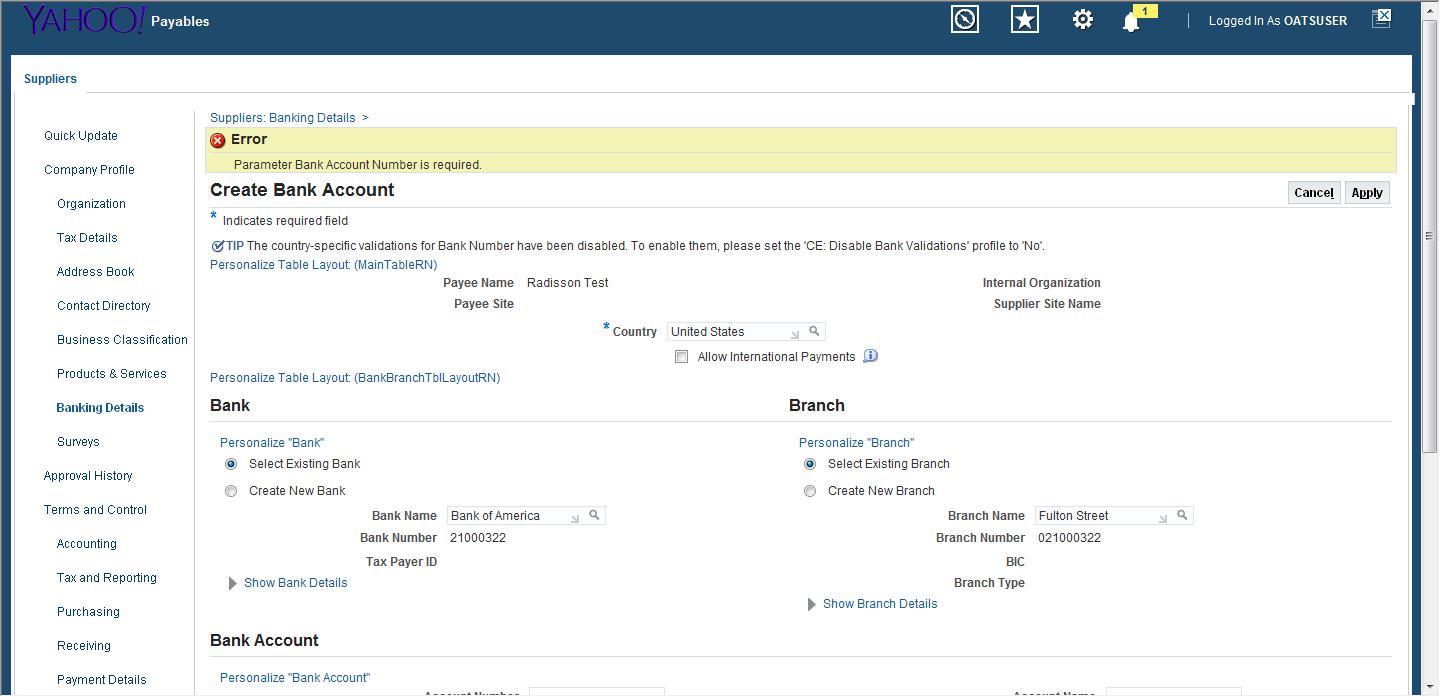 YAHOO! Payables
1
Logged In As OATSUSER
Suppliers
Quick Update
Company Profile
Organization
Tax Details
Address Book
Contact Directory
Business Classification
Products & Services
Banking Details
Surveys
Approval History
Terms and Control
Accounting
Tax and Reporting
Purchasing
Receiving
Payment Details
Suppliers: Banking Details >
Error
Parameter Bank Account Number is required.
Create Bank Account
Cancel Apply
* Indicates required field
TIP The country-specific validations for Bank Number have been disabled. To enable them, please set the 'CE: Disable Bank Validations' profile to 'No'.
Personalize Table Layout: (MainTableRN)
Payee Name Radisson Test
Payee Site
Internal Organization
Supplier Site Name
* Country United States
Allow International Payments
Personalize Table Layout: (BankBranchTblLayoutRN)
Bank
Personalize "Bank"
Select Existing Bank
Create New Bank
Bank Name Bank of America
Bank Number 21000322
Tax Payer ID
Show Bank Details
Branch
Personalize "Branch"
Select Existing Branch
Create New Branch
Branch Name Fulton Street
Branch Number 021000322
BIC
Branch Type
Show Branch Details
Bank Account
Personalize "Bank Account"
Account Number
Account Name